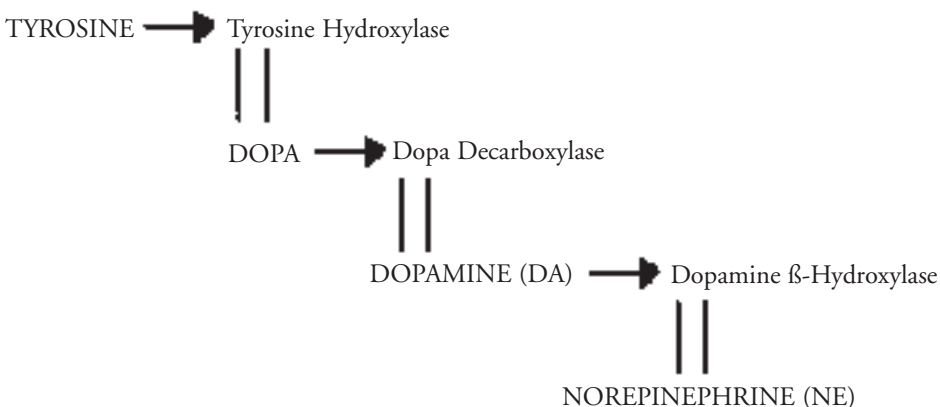 TYROSINE Tyrosine Hydroxylase
DOPA Dopa Decarboxylase
DOPAMINE (DA) Dopamine ß-Hydroxylase
NOREPINEPHRINE (NE)